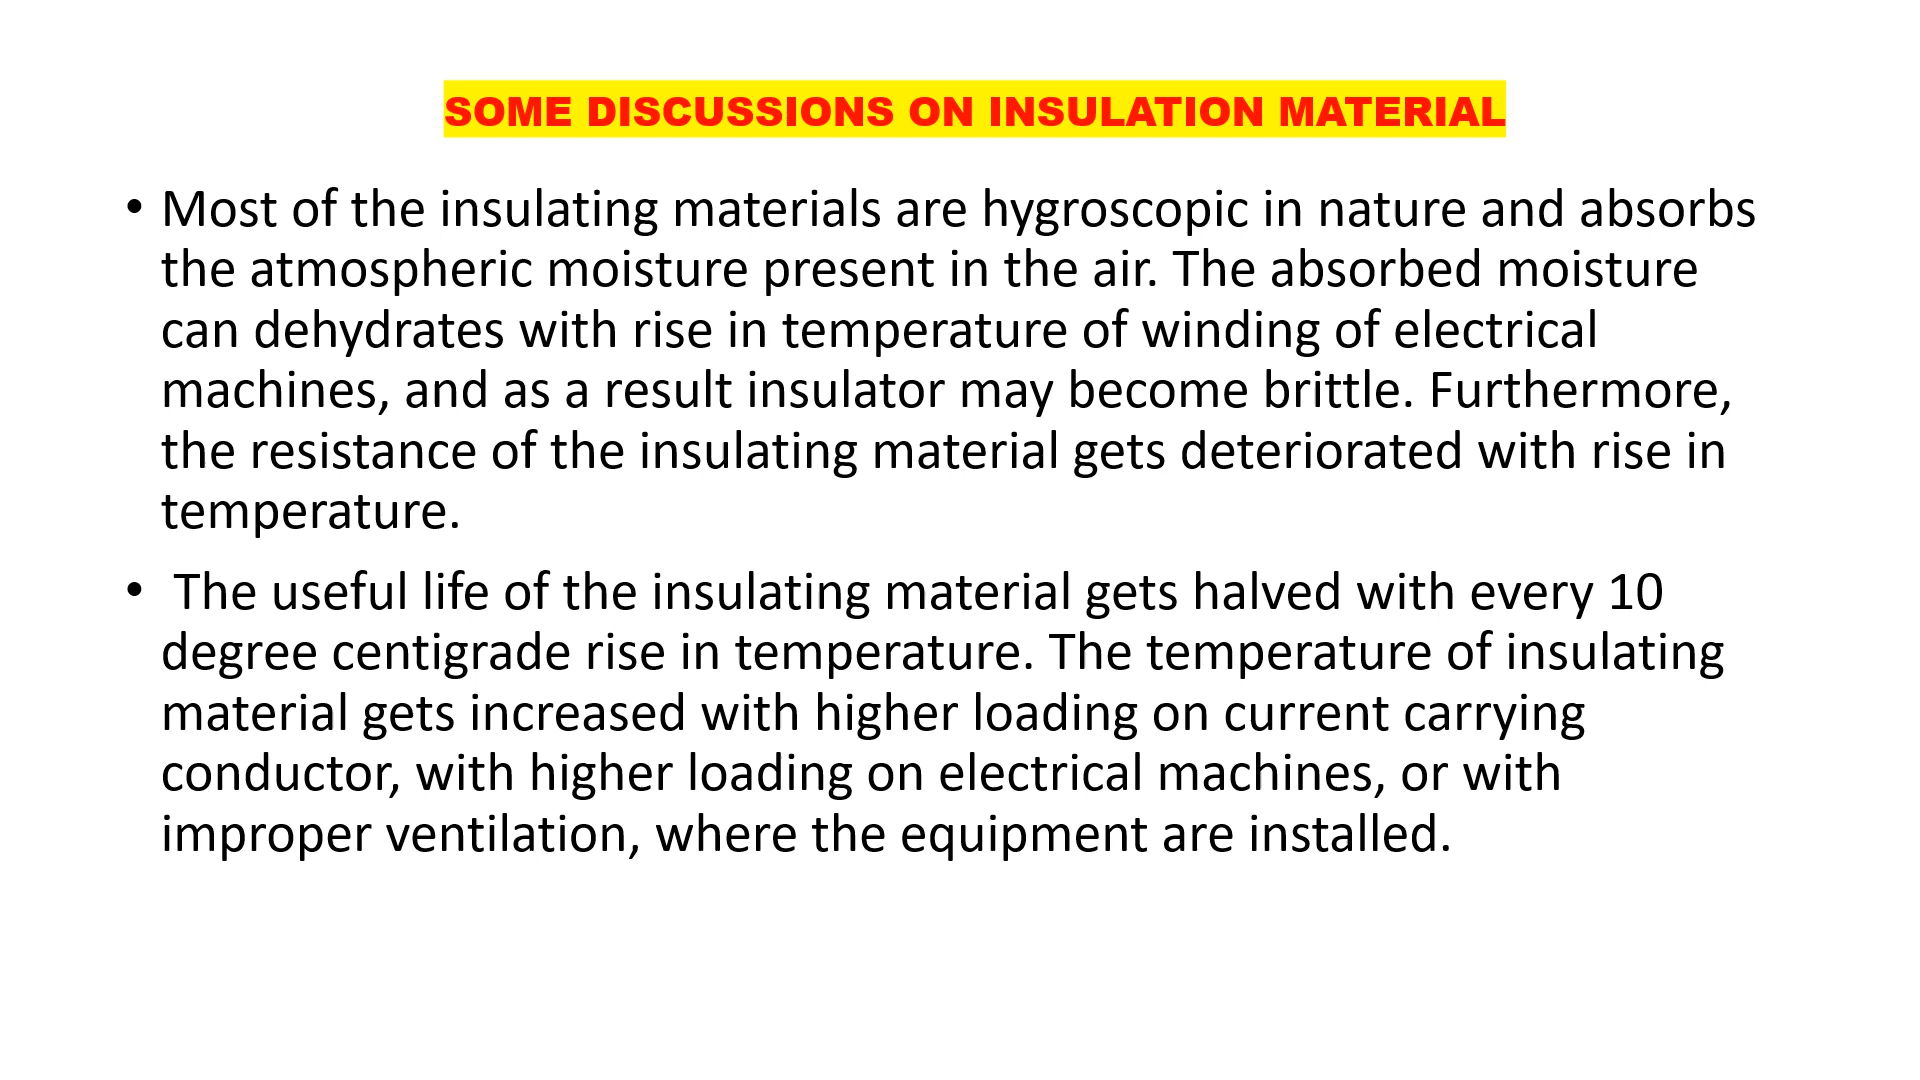 SOME DISCUSSIONS ON INSULATION MATERIAL
• Most of the insulating materials are hygroscopic in nature and absorbs
the atmospheric moisture present in the air. The absorbed moisture
can dehydrates with rise in temperature of winding of electrical
machines, and as a result insulator may become brittle. Furthermore,
the resistance of the insulating material gets deteriorated with rise in
temperature.
• The useful life of the insulating material gets halved with every 10
degree centigrade rise in temperature. The temperature of insulating
material gets increased with higher loading on current carrying
conductor, with higher loading on electrical machines, or with
improper ventilation, where the equipment are installed.